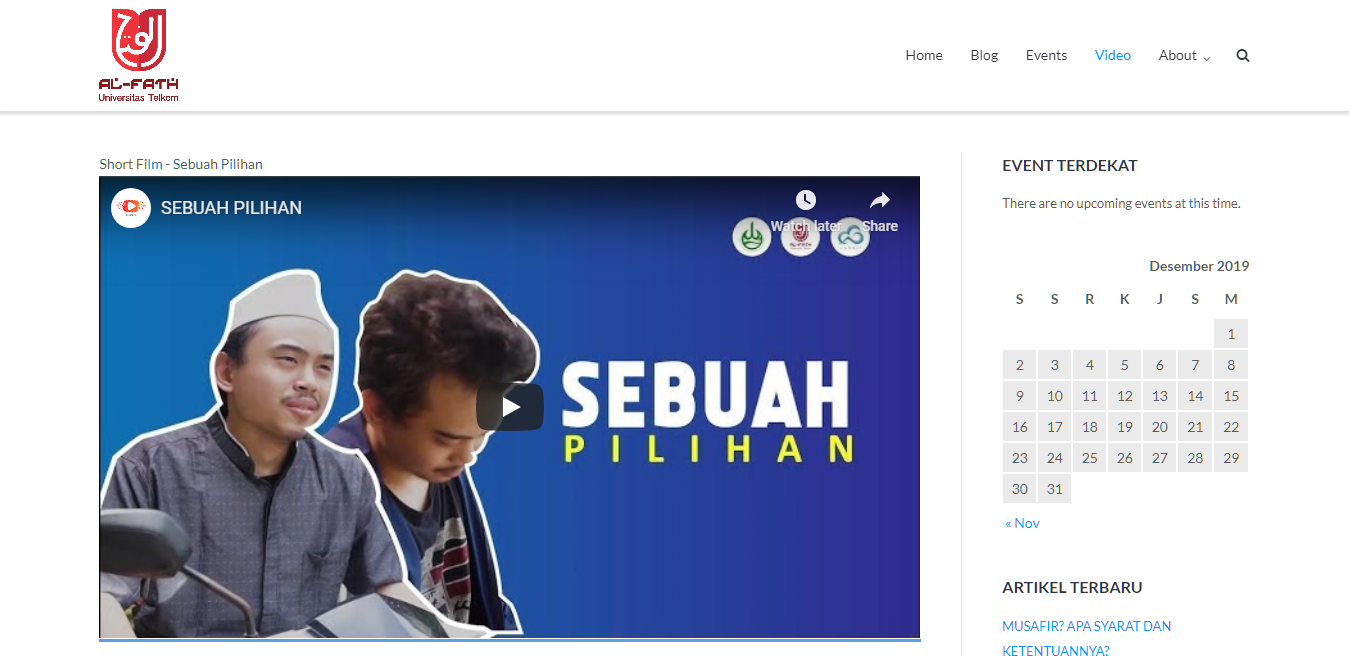 الفتح
AL-FATH
Universitas Telkom
Home Blog Events Video About
Short Film - Sebuah Pilihan
SEBUAH PILIHAN
Watch later Share
SEBUAH
PILIHAN
EVENT TERDEKAT
There are no upcoming events at this time.
Desember 2019
S S R K J S M
1
2 3 4 5 6 7 8
9 10 11 12 13 14 15
16 17 18 19 20 21 22
23 24 25 26 27 28 29
30 31
« Nov
ARTIKEL TERBARU
MUSAFIR? APA SYARAT DAN
KETENTUANNYA?